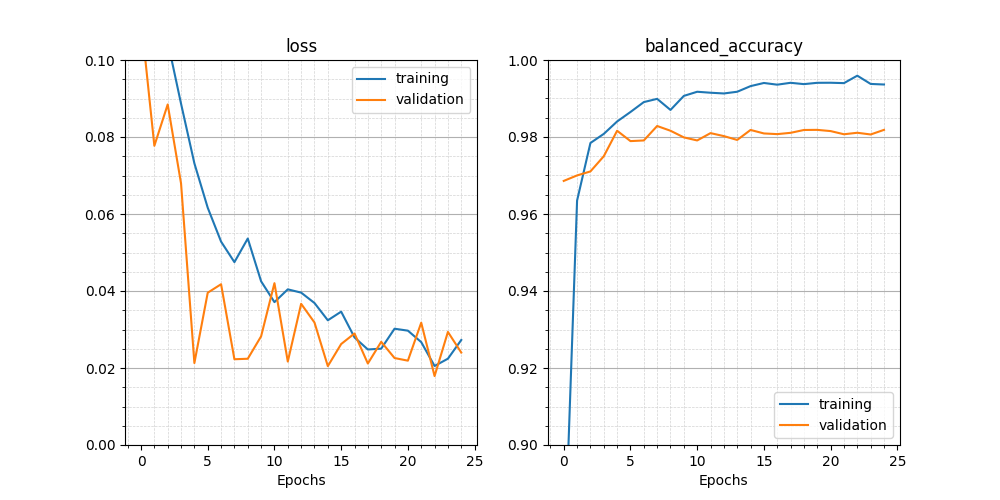 loss
0.10
0.08
0.06
0.04
0.02
0.00
0 5 10 15 20 25
Epochs
training
validation
balanced_accuracy
1.00
0.98
0.96
0.94
0.92
0.90
0 5 10 15 20 25
Epochs
training
validation